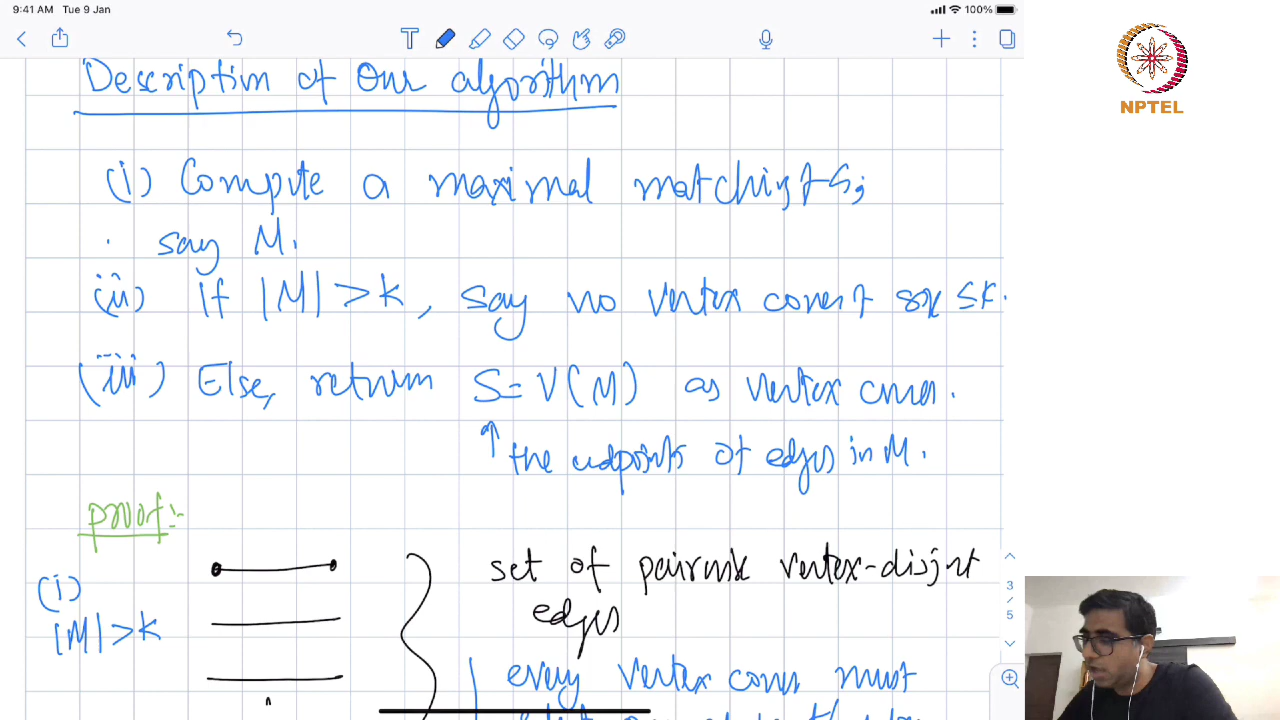 9:41 AM Tue 9 Jan
100%
NPTEL
Description of our algorithm
(i) Compute a maximal matching of G;
say M.
(ii) If |M| > k, say no vertex cover of size ≤ k.
(iii) Else, return S = V(M) as vertex cover.
↑ the endpoints of edges in M.
proof:-
(i)
|M| > k
set of pairwise vertex-disjoint
edges
every vertex cover must
3
/
5